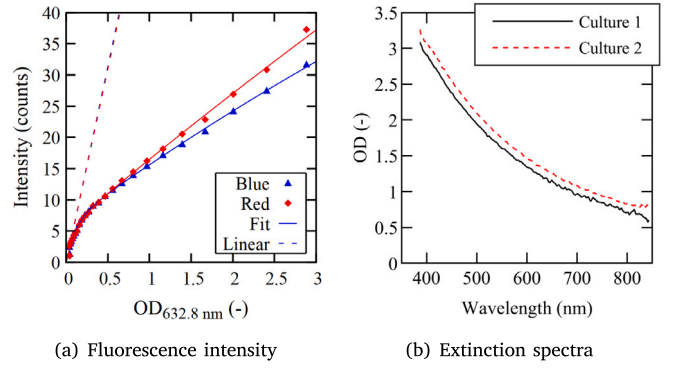 40
35
30
25
20
15
10
5
0
Intensity (counts)
Blue
Red
Fit
Linear
0 0.5 1 1.5 2 2.5 3
OD632.8 nm (-)
(a) Fluorescence intensity
Culture 1
Culture 2
3.5
3
2.5
2
1.5
1
0.5
0
OD (-)
400 500 600 700 800
Wavelength (nm)
(b) Extinction spectra